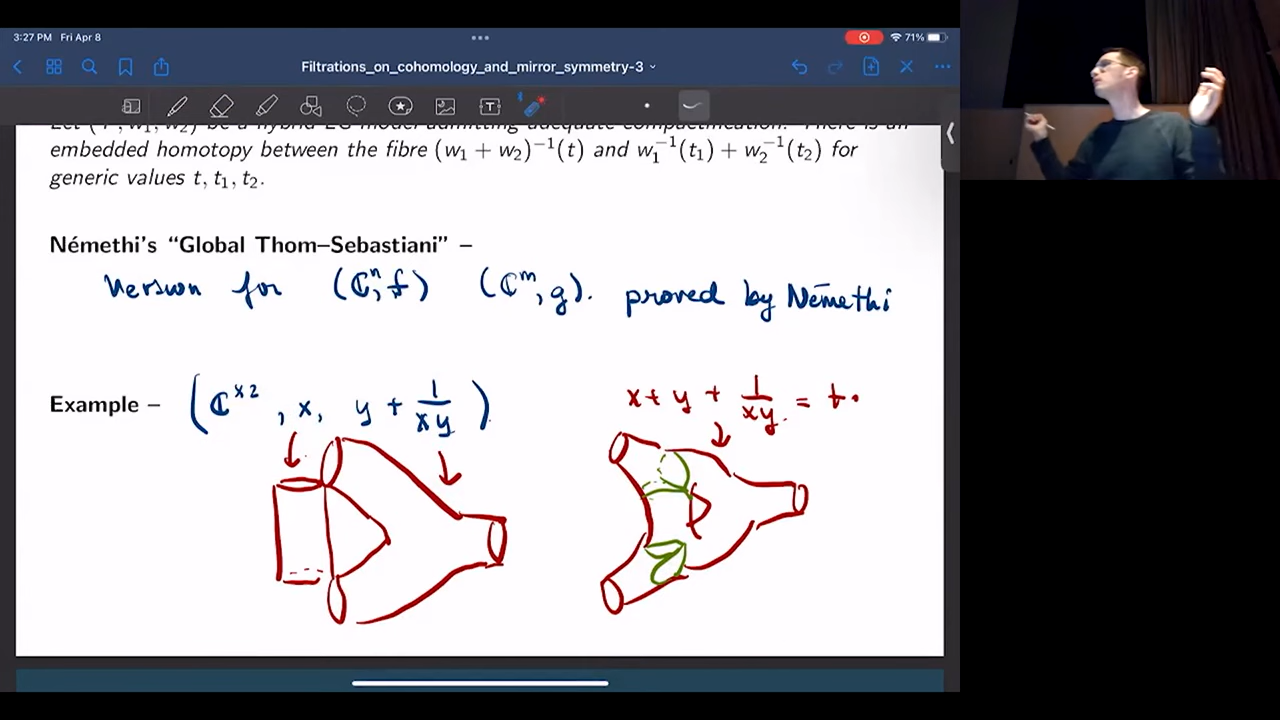 3:27 PM Fri Apr 8
71%
Filtrations_on_cohomology_and_mirror_symmetry-3
embedded homotopy between the fibre (w₁ + w₂)⁻¹(t) and w₁⁻¹(t₁) + w₂⁻¹(t₂) for
generic values t, t₁, t₂.
Némethi's “Global Thom–Sebastiani” –
Version for (ℂⁿ, f) (ℂᵐ, g). proved by Némethi
Example – (ℂ^{×2}, x, y + 1/xy) x + y + 1/xy = t.